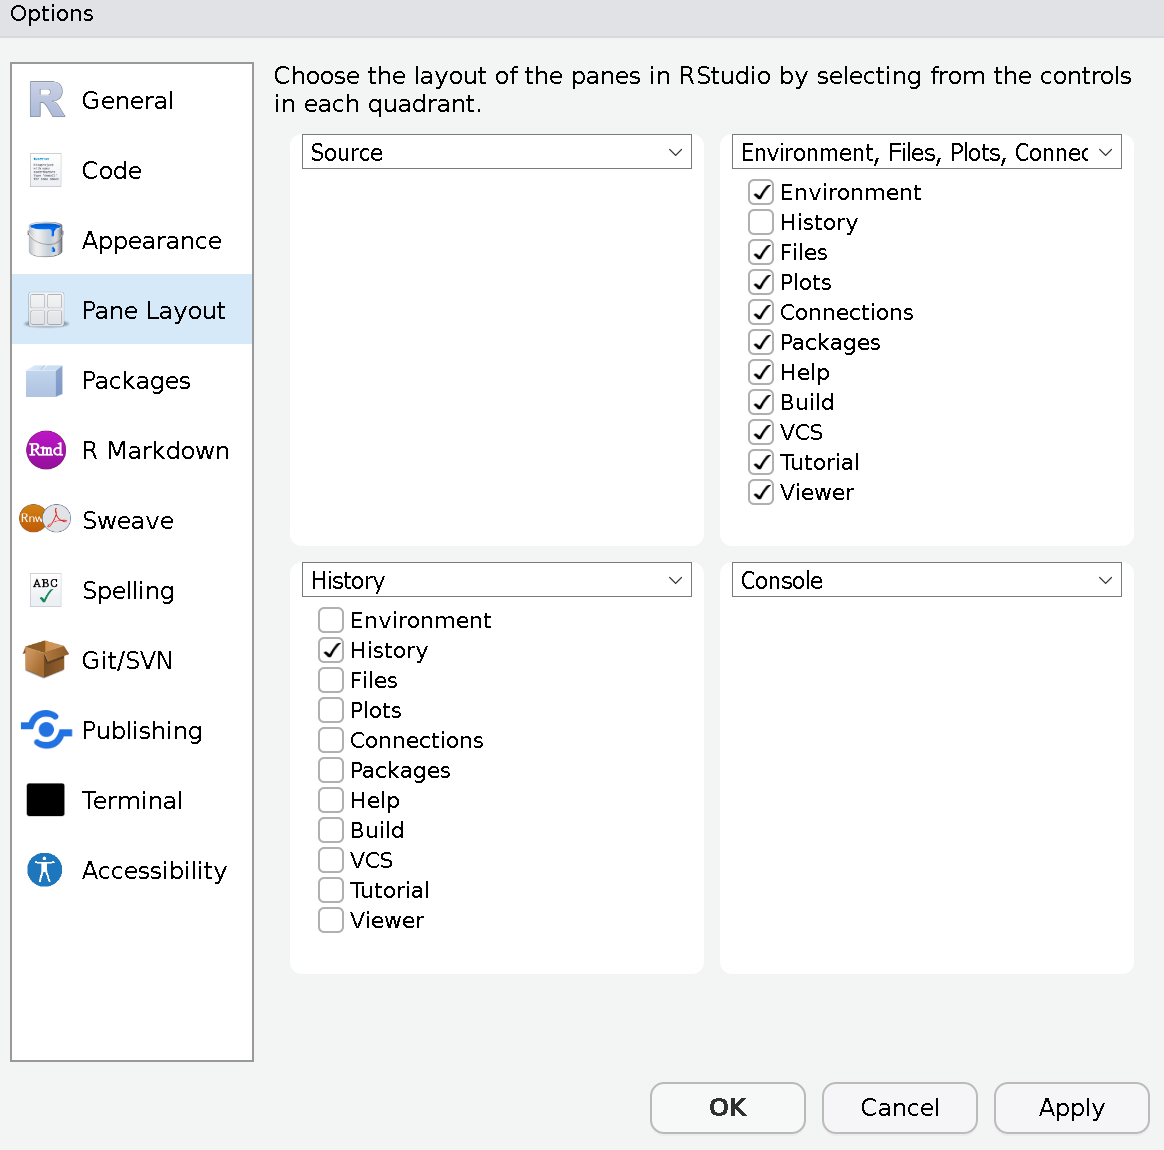 Options
General
Code
Appearance
Pane Layout
Packages
Rmd R Markdown
Rnw Sweave
ABC Spelling
Git/SVN
Publishing
Terminal
Accessibility
Choose the layout of the panes in RStudio by selecting from the controls
in each quadrant.
Source
Environment, Files, Plots, Connec
Environment
History
Files
Plots
Connections
Packages
Help
Build
VCS
Tutorial
Viewer
History
Environment
History
Files
Plots
Connections
Packages
Help
Build
VCS
Tutorial
Viewer
Console
OK
Cancel
Apply